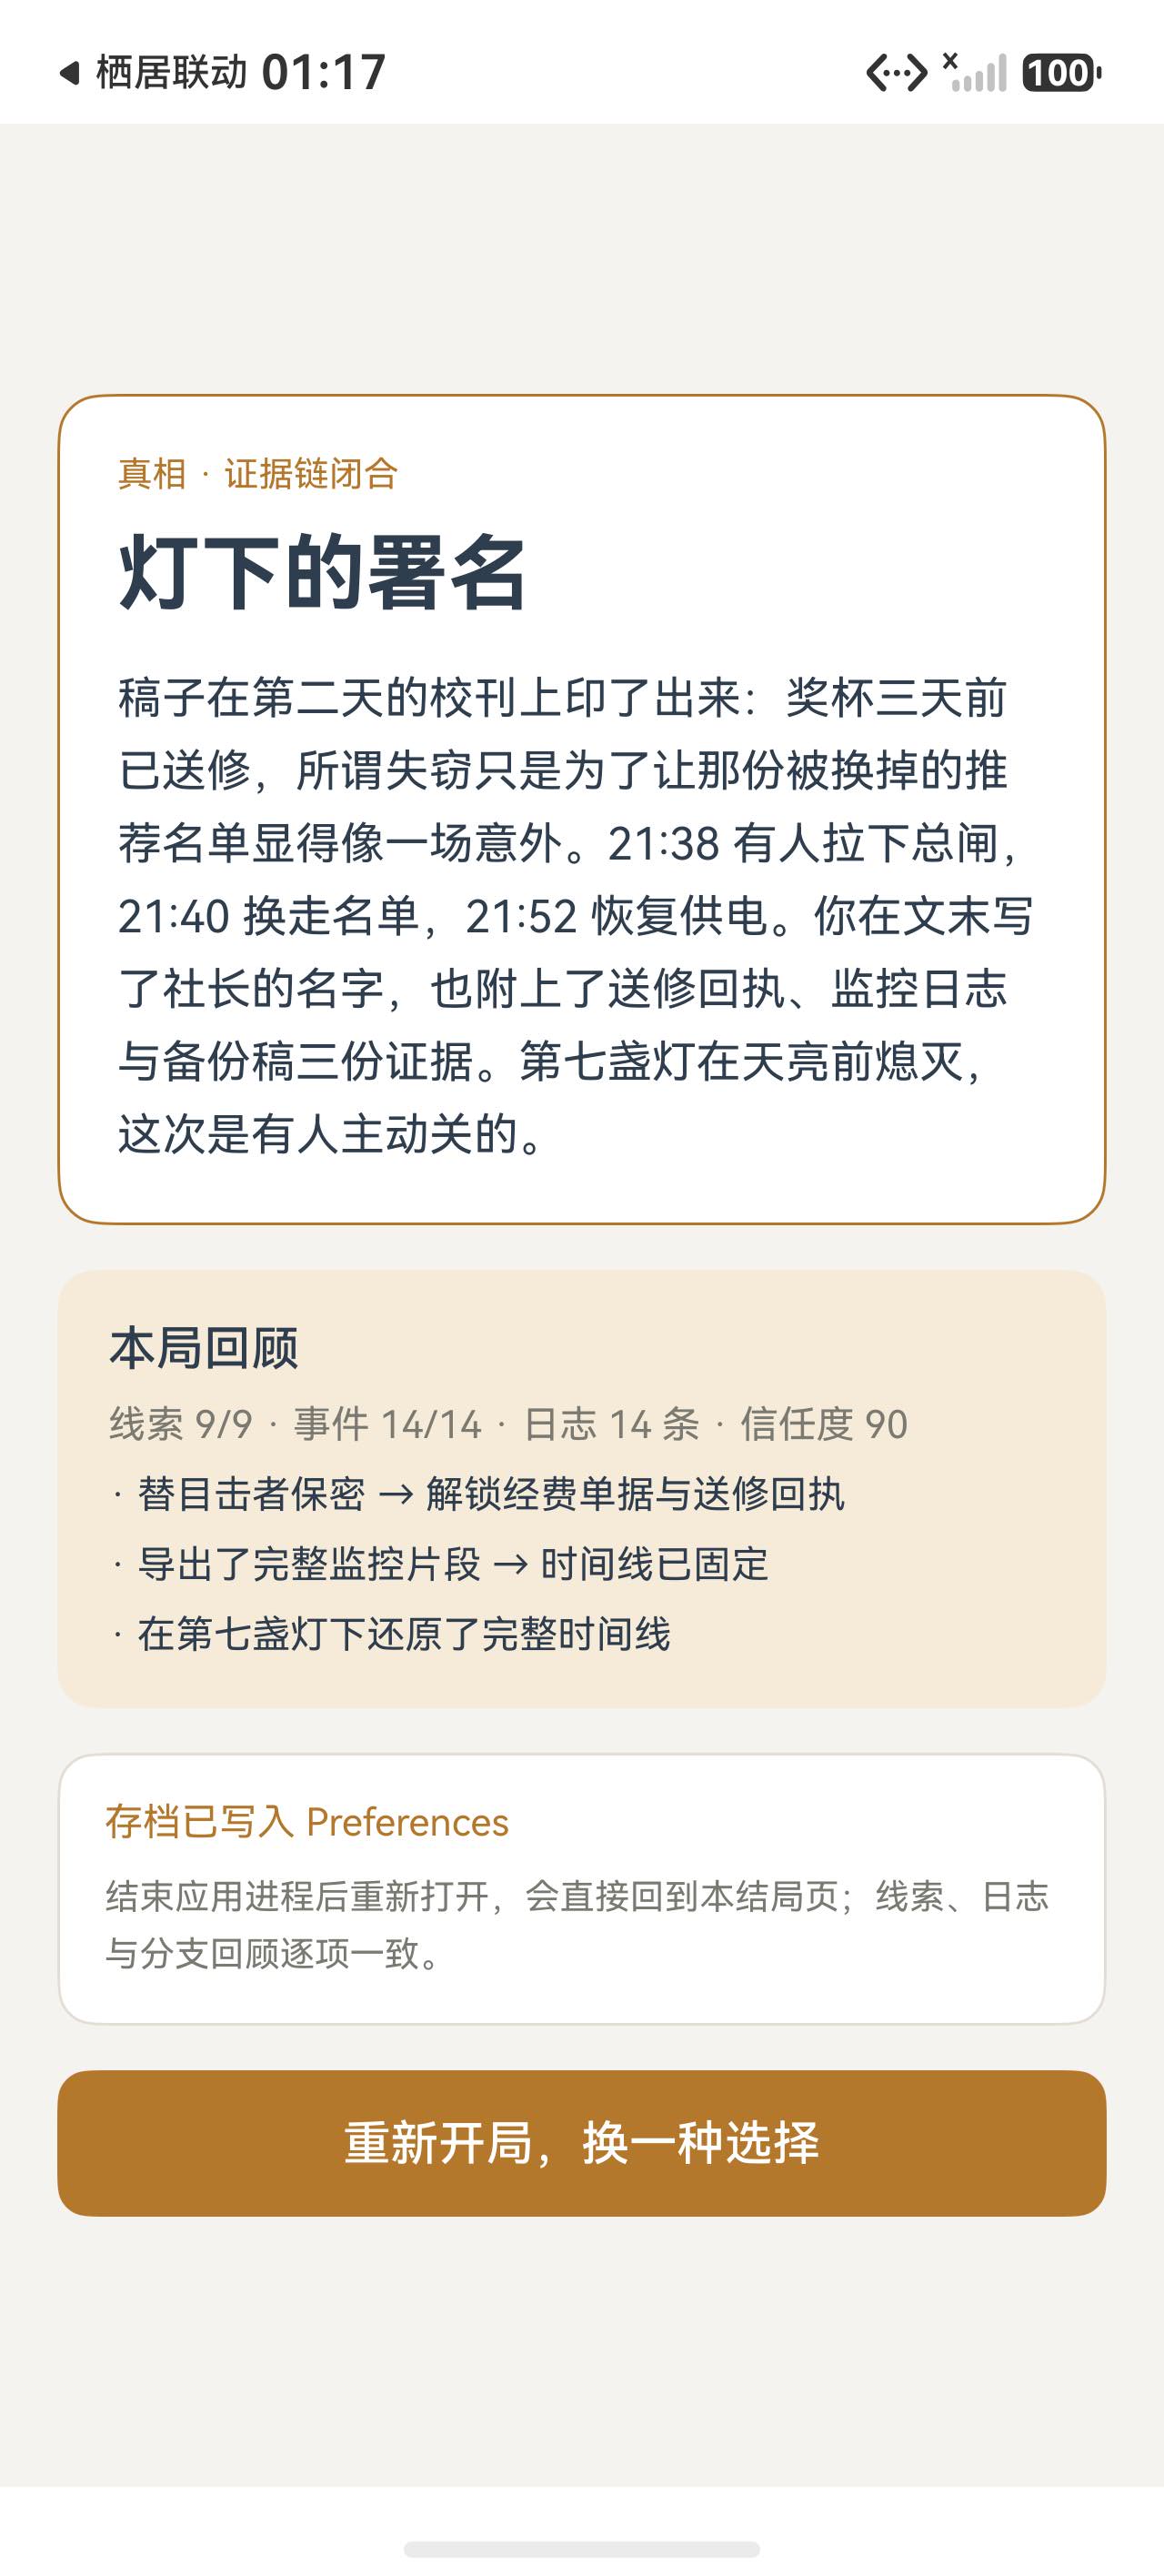 栖居联动 01:17
100
真相 · 证据链闭合
灯下的署名
稿子在第二天的校刊上印了出来：奖杯三天前
已送修，所谓失窃只是为了让那份被换掉的推
荐名单显得像一场意外。21:38 有人拉下总闸，
21:40 换走名单，21:52 恢复供电。你在文末写
了社长的名字，也附上了送修回执、监控日志
与备份稿三份证据。第七盏灯在天亮前熄灭，
这次是有人主动关的。
本局回顾
线索 9/9 · 事件 14/14 · 日志 14 条 · 信任度 90
· 替目击者保密 → 解锁经费单据与送修回执
· 导出了完整监控片段 → 时间线已固定
· 在第七盏灯下还原了完整时间线
存档已写入 Preferences
结束应用进程后重新打开，会直接回到本结局页；线索、日志
与分支回顾逐项一致。
重新开局，换一种选择